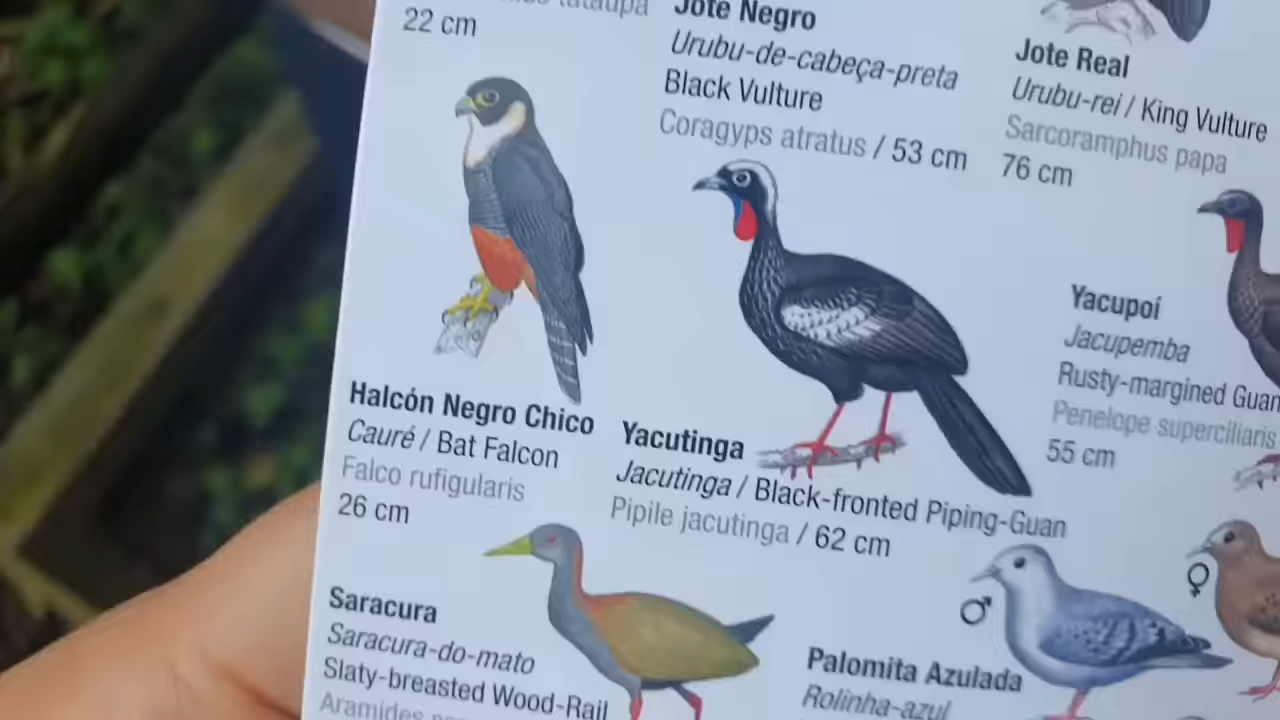 tataupa
22 cm
Jote Negro
Urubu-de-cabeça-preta
Black Vulture
Coragyps atratus / 53 cm
Jote Real
Urubu-rei / King Vulture
Sarcoramphus papa
76 cm
Halcón Negro Chico
Cauré / Bat Falcon
Falco rufigularis
26 cm
Yacutinga
Jacutinga / Black-fronted Piping-Guan
Pipile jacutinga / 62 cm
Yacupoí
Jacupemba
Rusty-margined Guan
Penelope superciliaris
55 cm
Saracura
Saracura-do-mato
Slaty-breasted Wood-Rail
Aramides
♂
♀
Palomita Azulada
Rolinha-azul